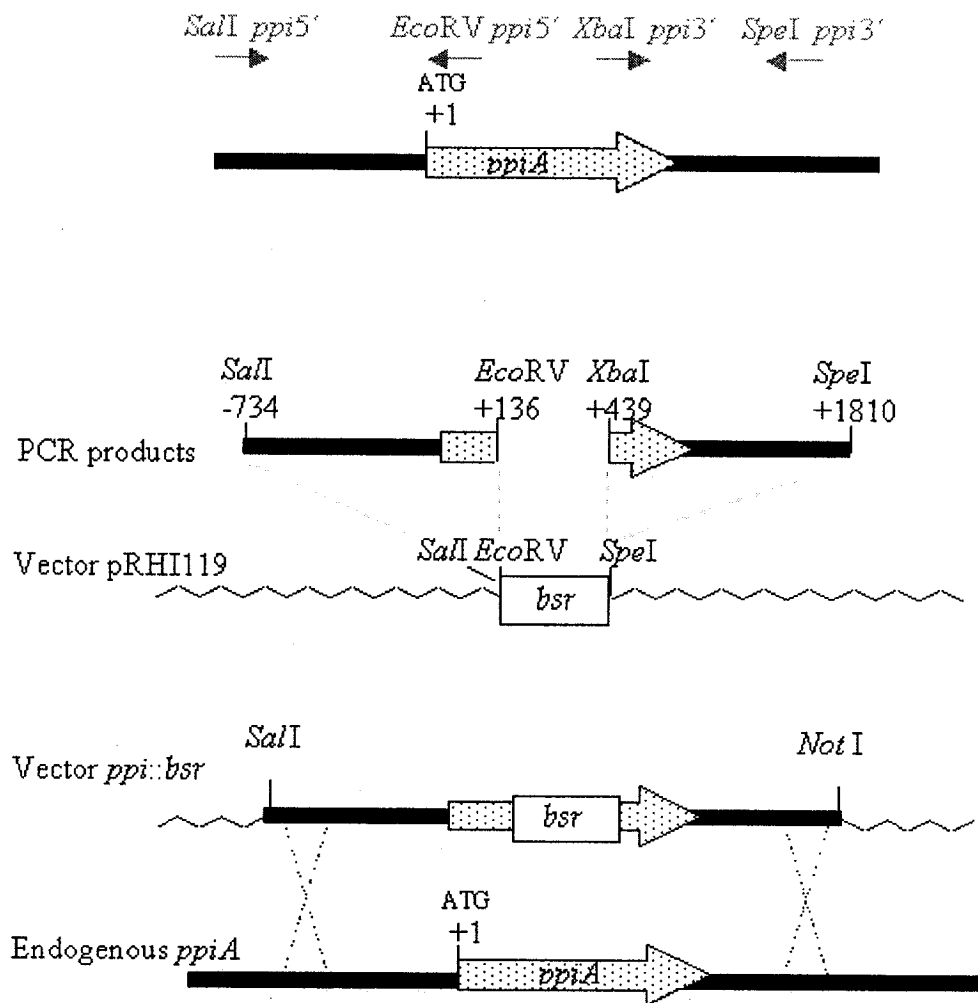 SalI ppi5´ EcoRV ppi5´ XbaI ppi3´ SpeI ppi3´
ATG
+1
ppiA
SalI EcoRV XbaI SpeI
-734 +136 +439 +1810
PCR products
SalI EcoRV SpeI
Vector pRHI119
bsr
SalI NotI
Vector ppi::bsr
bsr
ATG
+1
Endogenous ppiA
ppiA